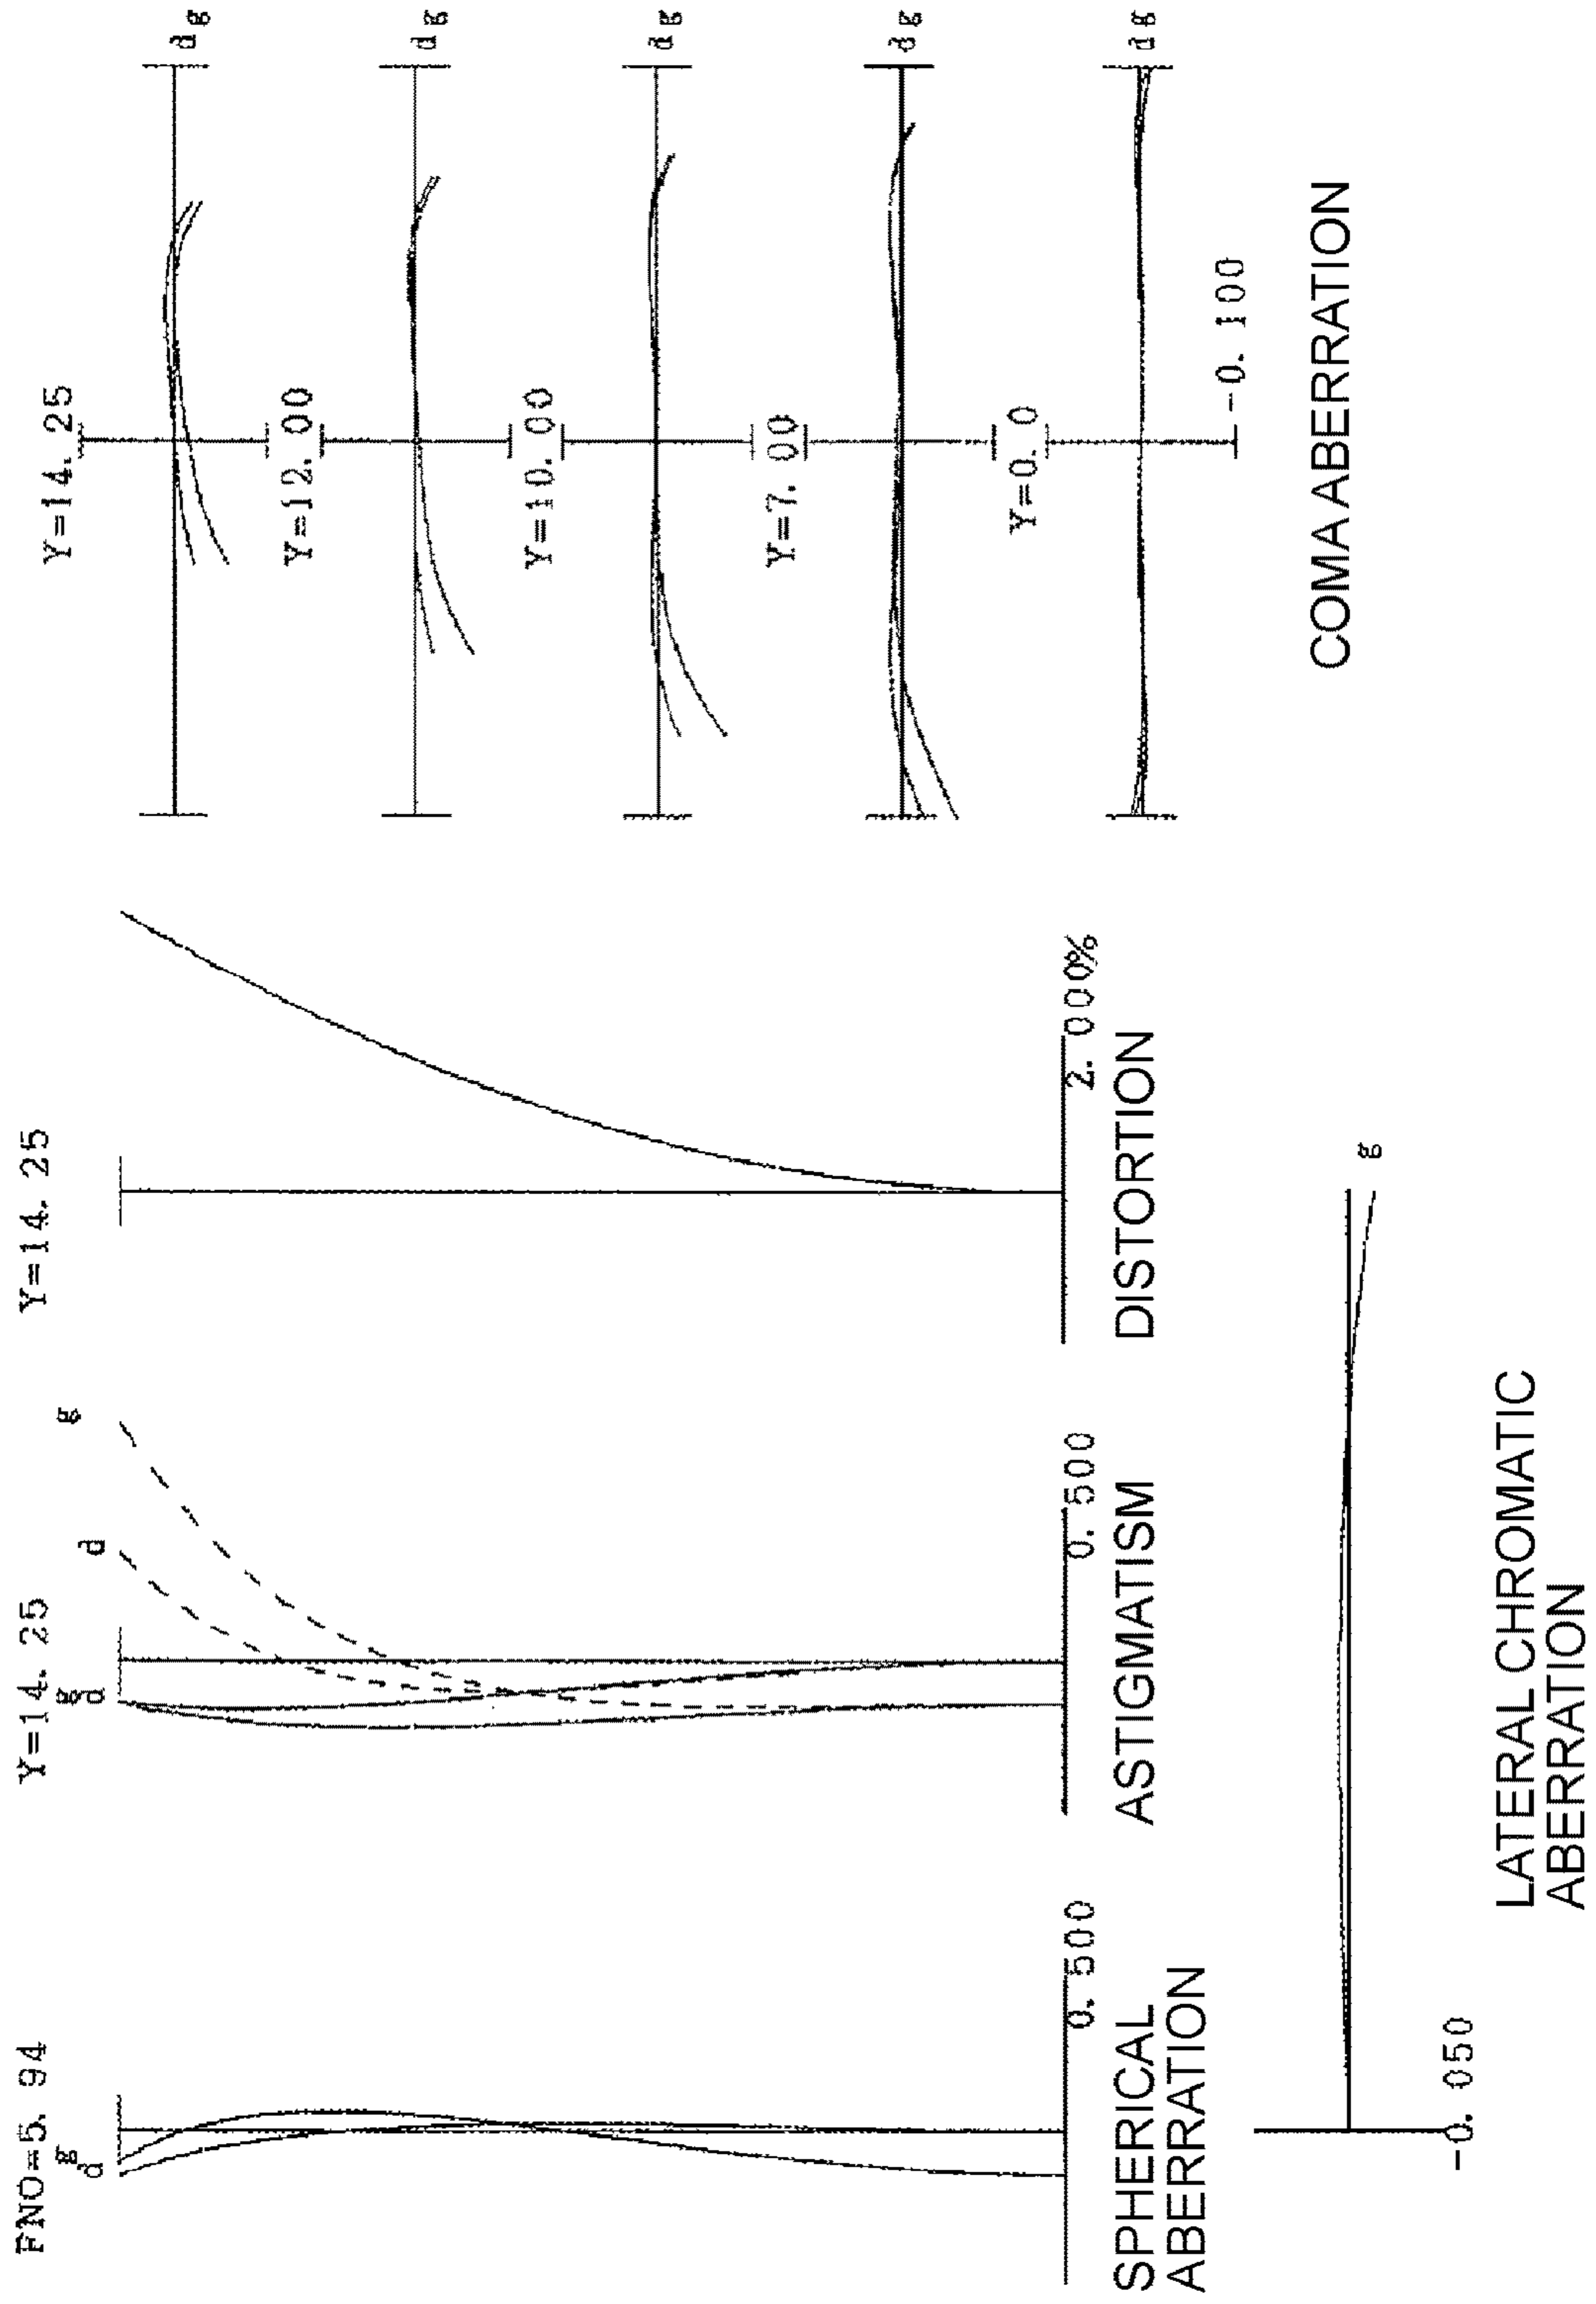 FNO=5. 94
g
d
0. 500
SPHERICAL
ABERRATION
Y=14. 25
g
d
d
g
0. 500
ASTIGMATISM
Y=14. 25
2. 000%
DISTORTION
Y=14. 25
d
g
Y=12. 00
d
g
Y=10. 00
d
g
Y=7. 00
d
g
Y=0. 0
d
g
-0. 100
COMA ABERRATION
g
-0. 050
LATERAL CHROMATIC
ABERRATION